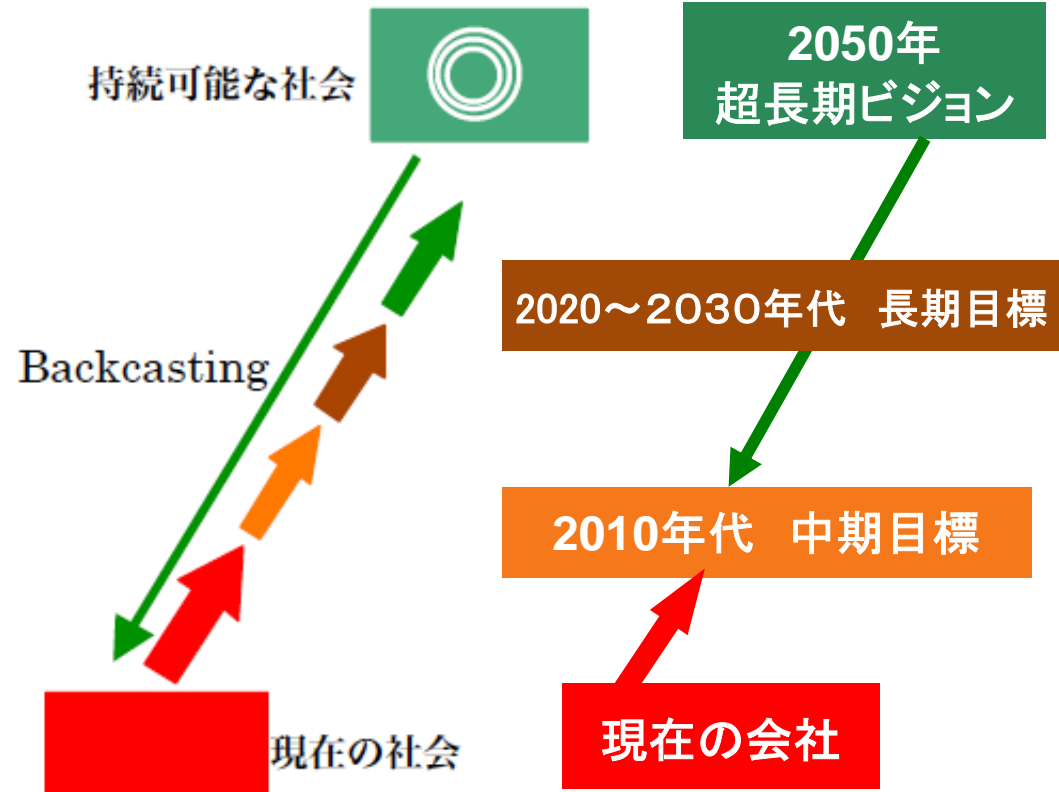 持続可能な社会
2050年
超長期ビジョン
2020～２０３０年代　長期目標
Backcasting
2010年代　中期目標
現在の社会
現在の会社